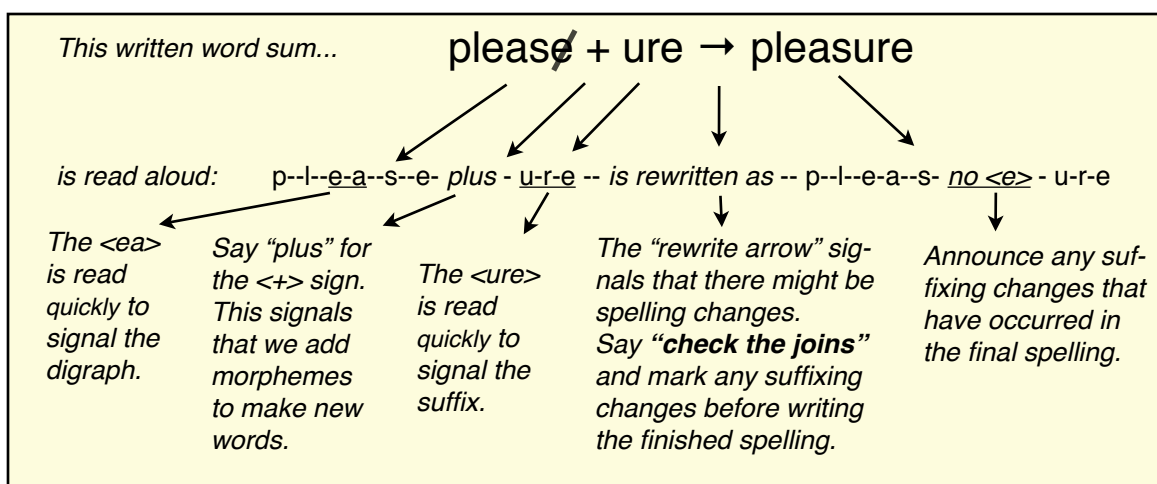 This written word sum... please + ure → pleasure
is read aloud: p--l--e-a--s--e- plus - u-r-e -- is rewritten as -- p--l--e-a--s- no <e> - u-r-e
The <ea>
is read
quickly to
signal the
digraph.
Say “plus” for
the <+> sign.
This signals
that we add
morphemes
to make new
words.
The <ure>
is read
quickly to
signal the
suffix.
The “rewrite arrow” sig-
nals that there might be
spelling changes.
Say “check the joins”
and mark any suffixing
changes before writing
the finished spelling.
Announce any suf-
fixing changes that
have occurred in
the final spelling.